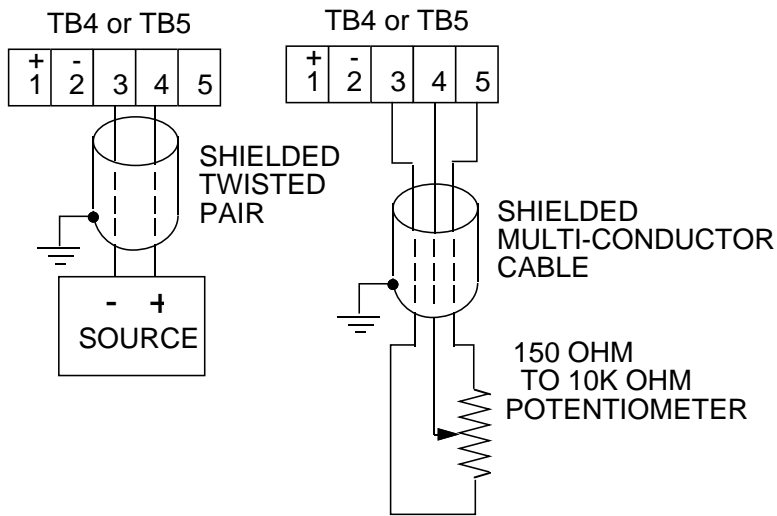 TB4 or TB5
+ -
1 2 3 4 5
SHIELDED
TWISTED
PAIR
- +
SOURCE
TB4 or TB5
+ -
1 2 3 4 5
SHIELDED
MULTI-CONDUCTOR
CABLE
150 OHM
TO 10K OHM
POTENTIOMETER